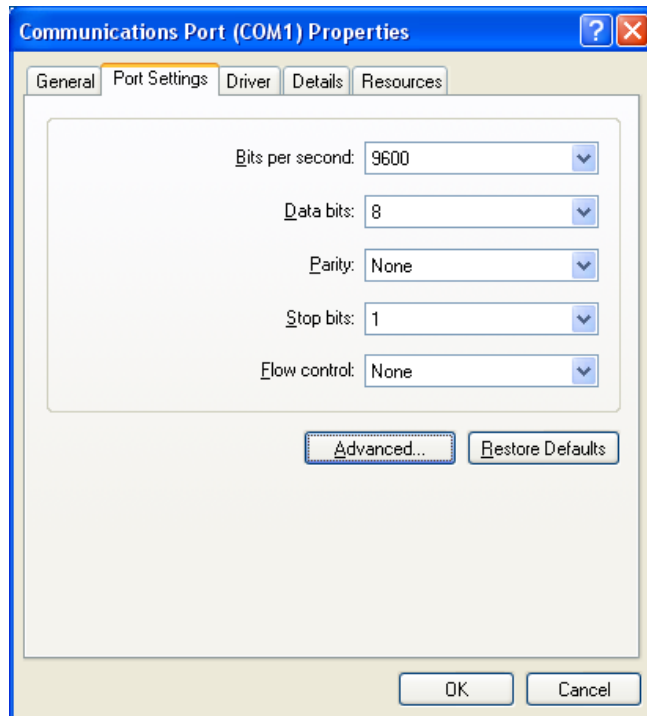 Communications Port (COM1) Properties
General Port Settings Driver Details Resources
Bits per second: 9600
Data bits: 8
Parity: None
Stop bits: 1
Flow control: None
Advanced... Restore Defaults
OK Cancel